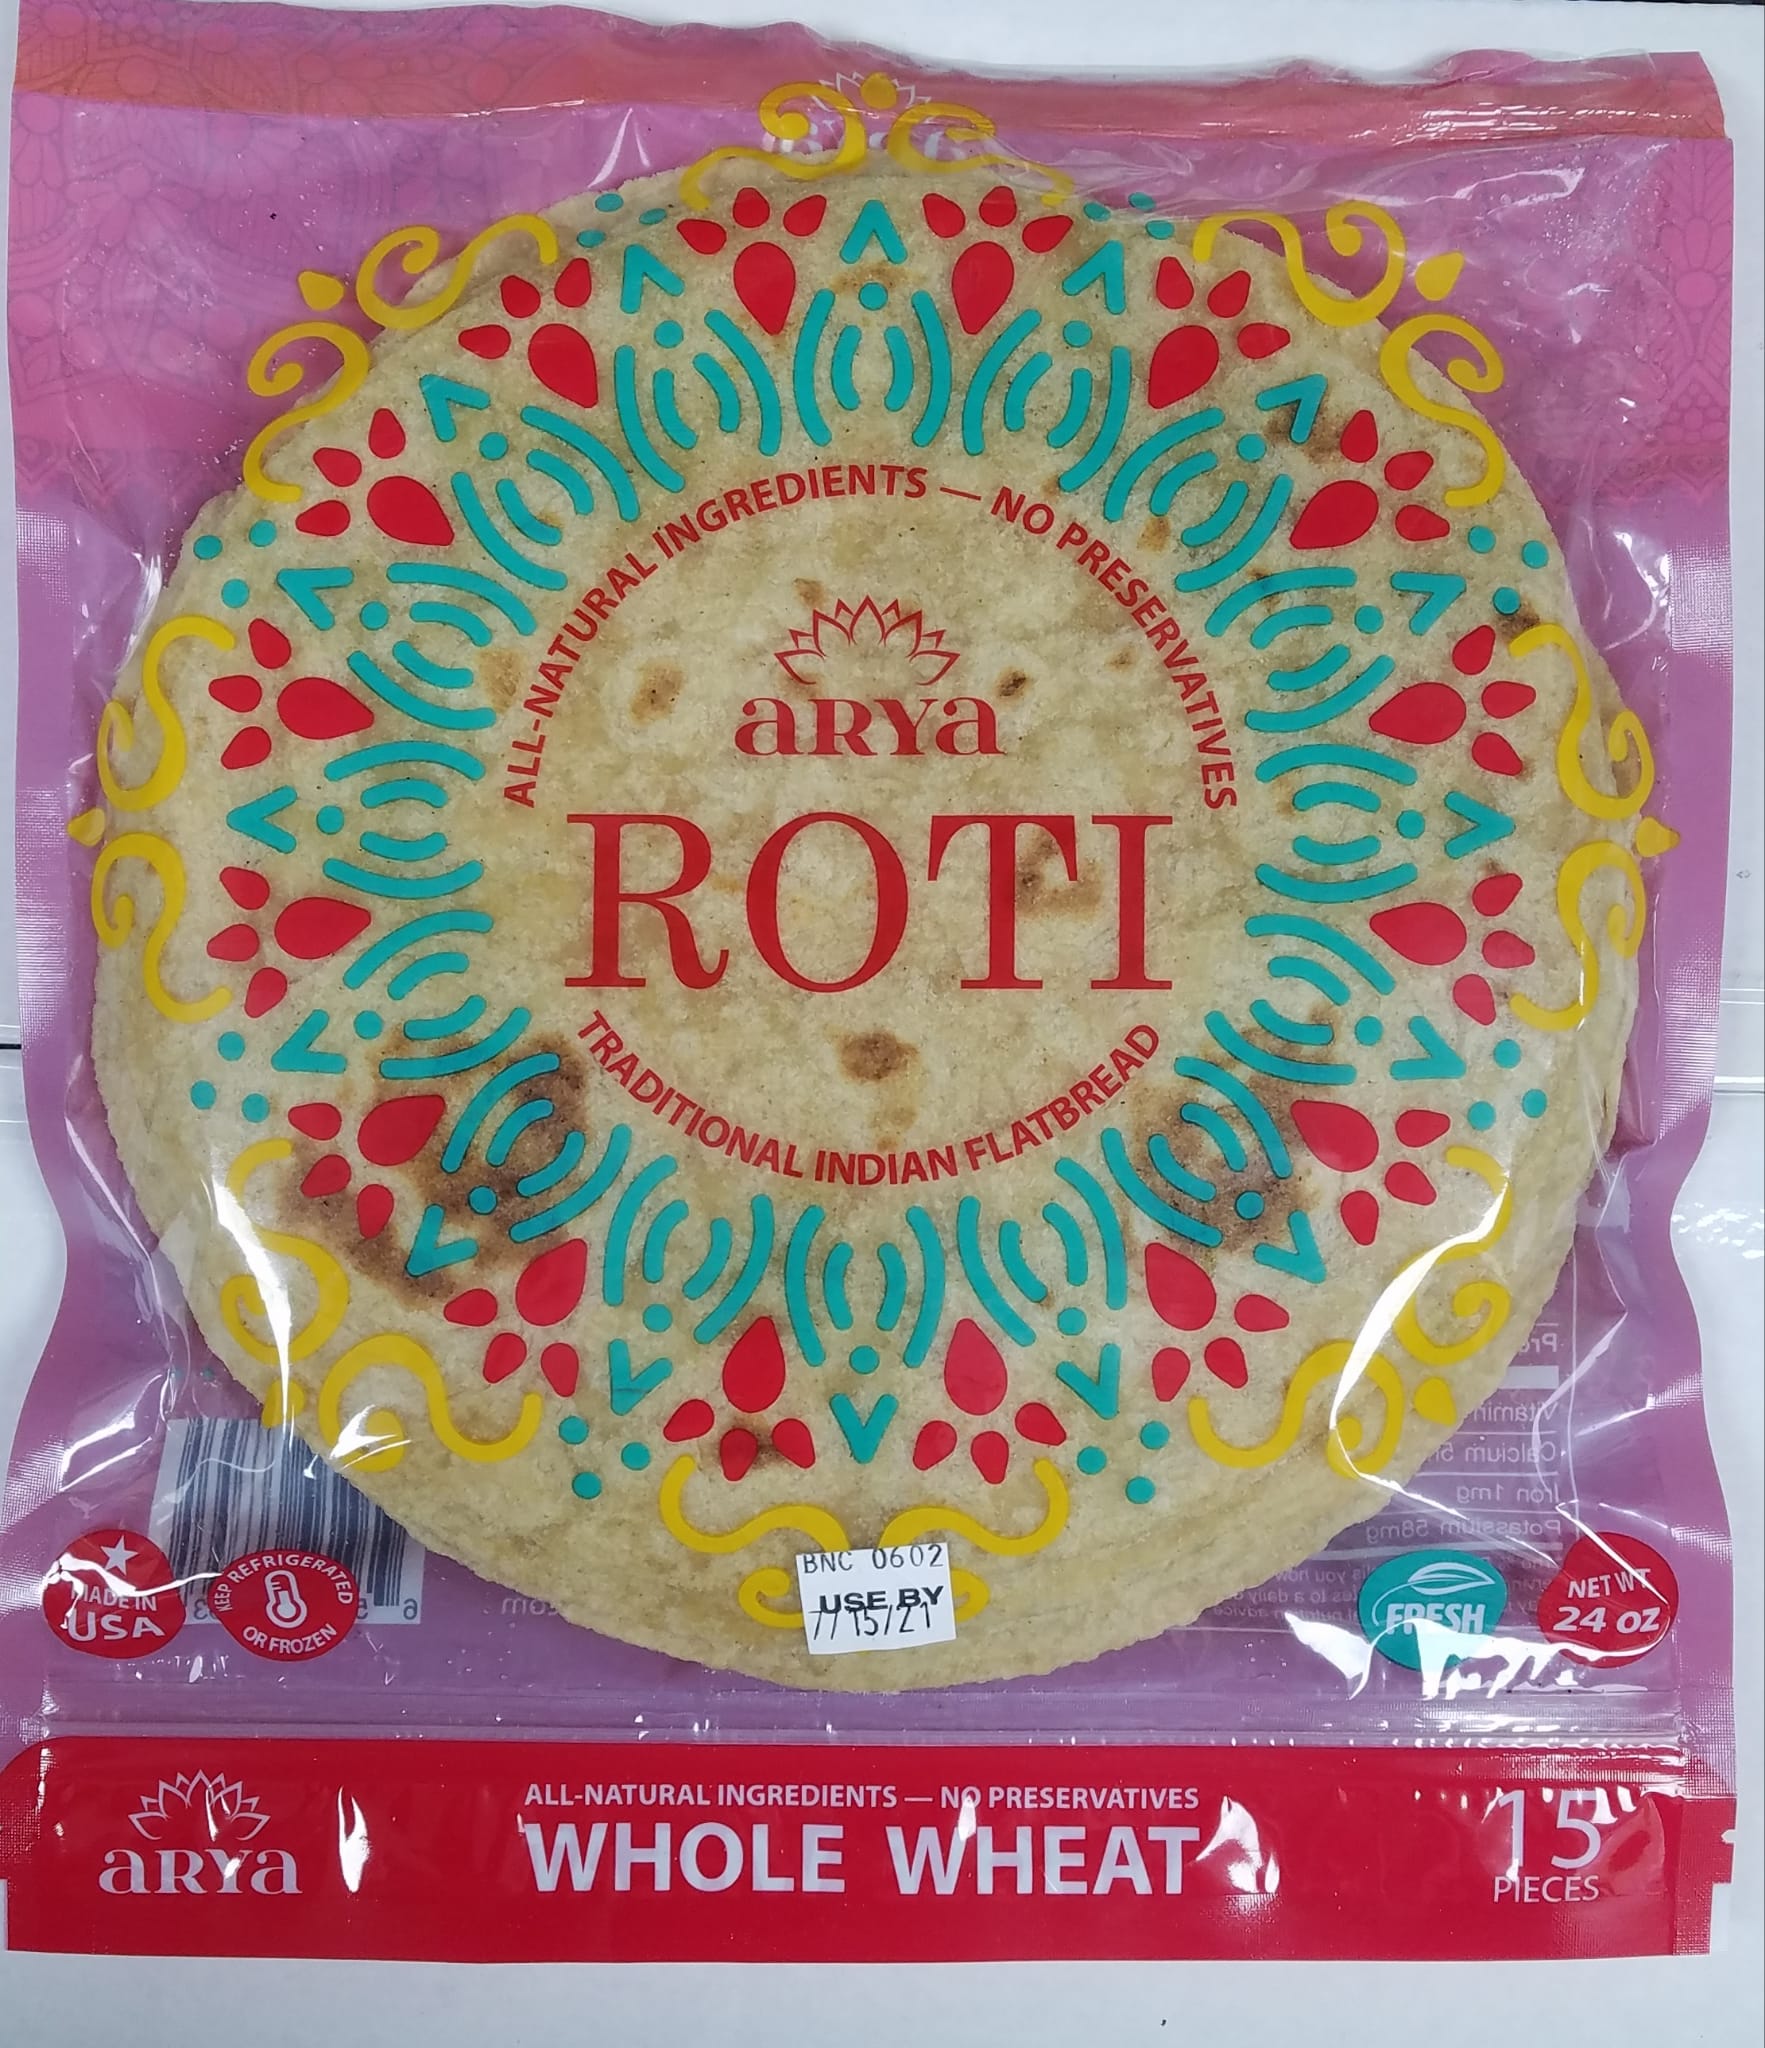 ALL-NATURAL INGREDIENTS — NO PRESERVATIVES
aRYa
ROTI
TRADITIONAL INDIAN FLATBREAD
Vitamin
Calcium
Iron 1mg
Potassium 58mg
BNC 0602
USE BY
7/15/21
MADE IN
USA
KEEP REFRIGERATED
OR FROZEN
FRESH
NET WT
24 OZ
aRYa
ALL-NATURAL INGREDIENTS — NO PRESERVATIVES
WHOLE WHEAT
15
PIECES